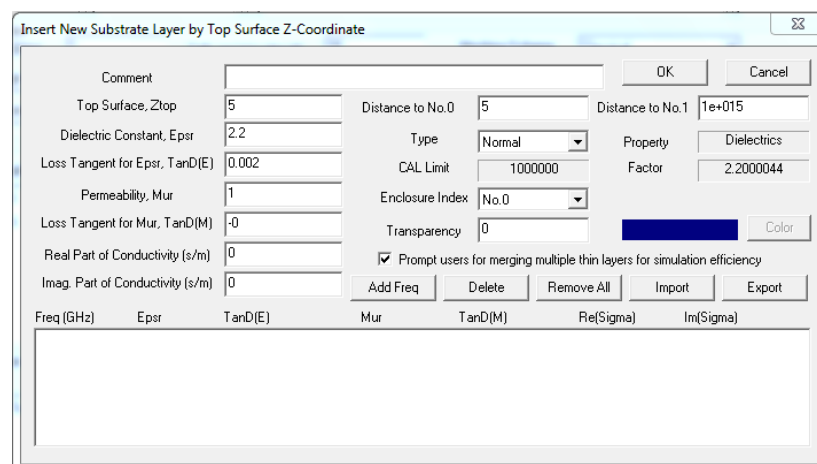 Insert New Substrate Layer by Top Surface Z-Coordinate
Comment OK Cancel
Top Surface, Ztop 5 Distance to No.0 5 Distance to No.1 1e+015
Dielectric Constant, Epsr 2.2 Type Normal Property Dielectrics
Loss Tangent for Epsr, TanD(E) 0.002 CAL Limit 1000000 Factor 2.2000044
Permeability, Mur 1 Enclosure Index No.0
Loss Tangent for Mur, TanD(M) -0 Transparency 0 Color
Real Part of Conductivity (s/m) 0 Prompt users for merging multiple thin layers for simulation efficiency
Imag. Part of Conductivity (s/m) 0 Add Freq Delete Remove All Import Export
Freq (GHz) Epsr TanD(E) Mur TanD(M) Re(Sigma) Im(Sigma)